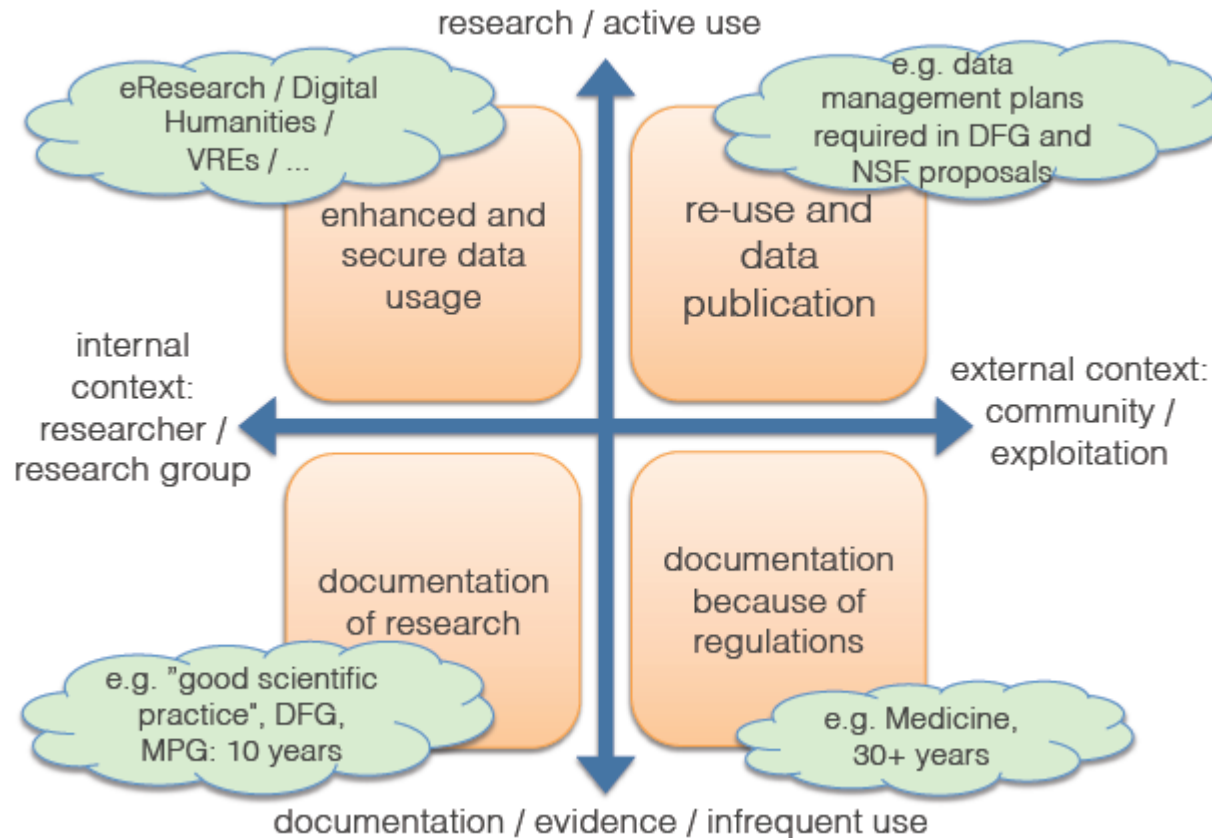 research / active use
eResearch / Digital
Humanities /
VREs / ...
e.g. data
management plans
required in DFG and
NSF proposals
enhanced and
secure data
usage
re-use and
data
publication
internal
context:
researcher /
research group
external context:
community /
exploitation
documentation
of research
documentation
because of
regulations
e.g. "good scientific
practice", DFG,
MPG: 10 years
e.g. Medicine,
30+ years
documentation / evidence / infrequent use